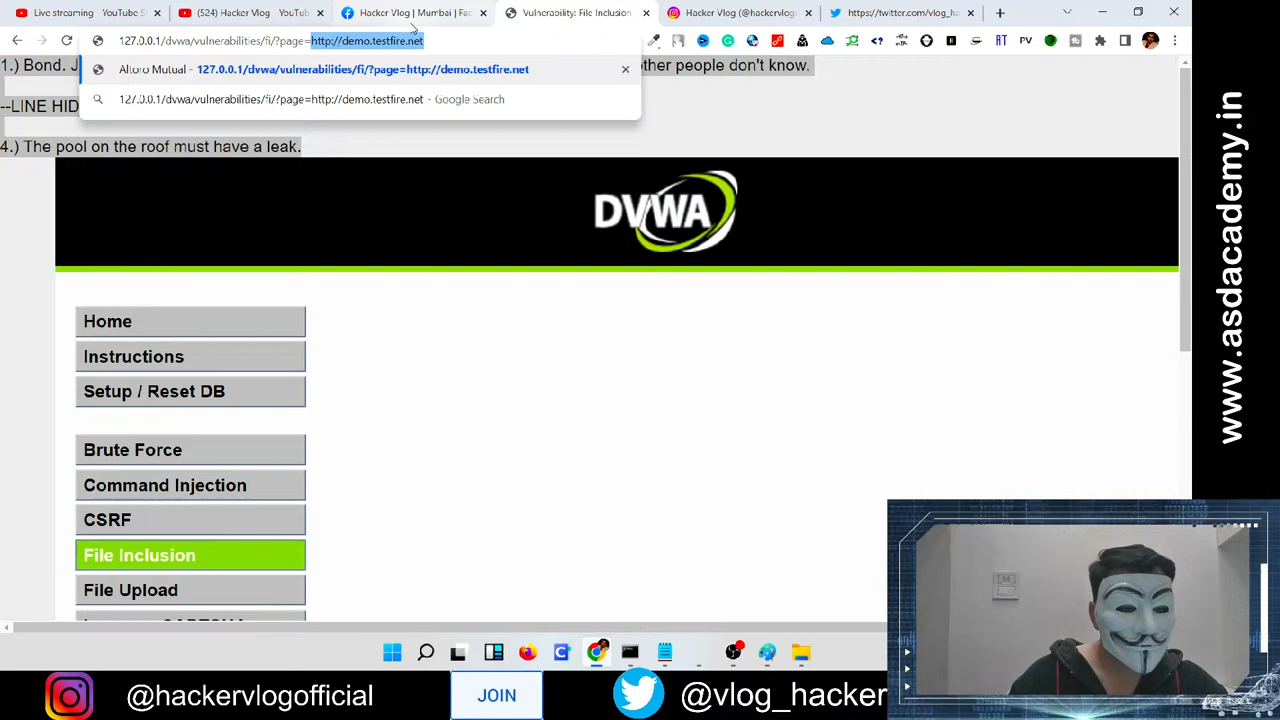 Live streaming - YouTube S
(524) Hacker Vlog - YouTube
Hacker Vlog | Mumbai | Fac
Vulnerability: File Inclusion
Hacker Vlog (@hackervlog
https://twitter.com/vlog_ha
127.0.0.1/dvwa/vulnerabilities/fi/?page=http://demo.testfire.net
Altoro Mutual - 127.0.0.1/dvwa/vulnerabilities/fi/?page=http://demo.testfire.net
127.0.0.1/dvwa/vulnerabilities/fi/?page=http://demo.testfire.net - Google Search
1.) Bond. J
other people don't know.
--LINE HID
4.) The pool on the roof must have a leak.
DVWA
Home
Instructions
Setup / Reset DB
Brute Force
Command Injection
CSRF
File Inclusion
File Upload
www.asdacademy.in
@hackervlogofficial
JOIN
@vlog_hacker